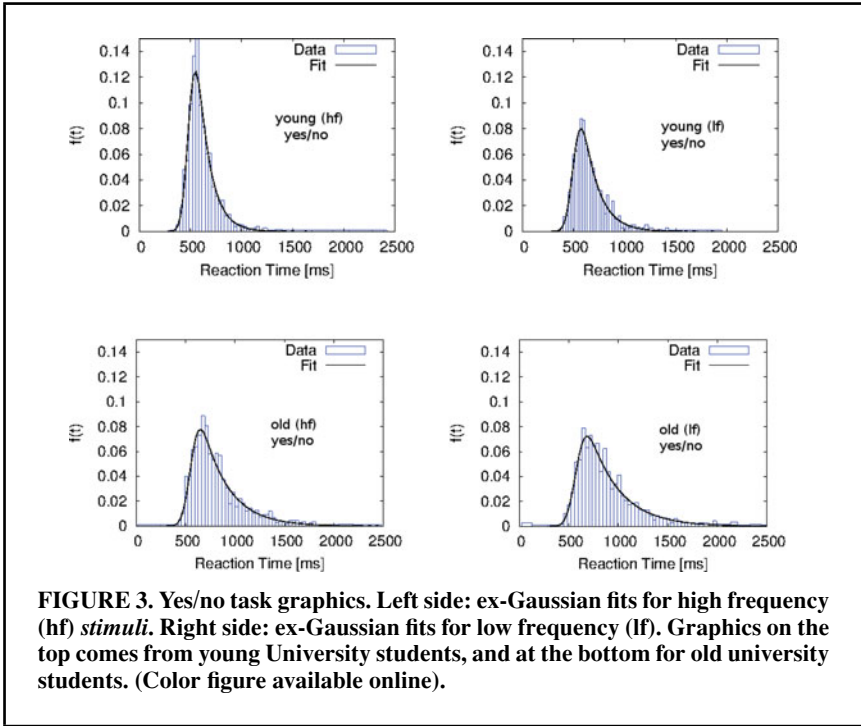 0.14
0.12
0.1
0.08
0.06
0.04
0.02
0
f(t)
Data
Fit
young (hf)
yes/no
0 500 1000 1500 2000 2500
Reaction Time [ms]
0.14
0.12
0.1
0.08
0.06
0.04
0.02
0
f(t)
Data
Fit
young (lf)
yes/no
0 500 1000 1500 2000 2500
Reaction Time [ms]
0.14
0.12
0.1
0.08
0.06
0.04
0.02
0
f(t)
Data
Fit
old (hf)
yes/no
0 500 1000 1500 2000 2500
Reaction Time [ms]
0.14
0.12
0.1
0.08
0.06
0.04
0.02
0
f(t)
Data
Fit
old (lf)
yes/no
0 500 1000 1500 2000 2500
Reaction Time [ms]
FIGURE 3. Yes/no task graphics. Left side: ex-Gaussian fits for high frequency
(hf) stimuli. Right side: ex-Gaussian fits for low frequency (lf). Graphics on the
top comes from young University students, and at the bottom for old university
students. (Color figure available online).